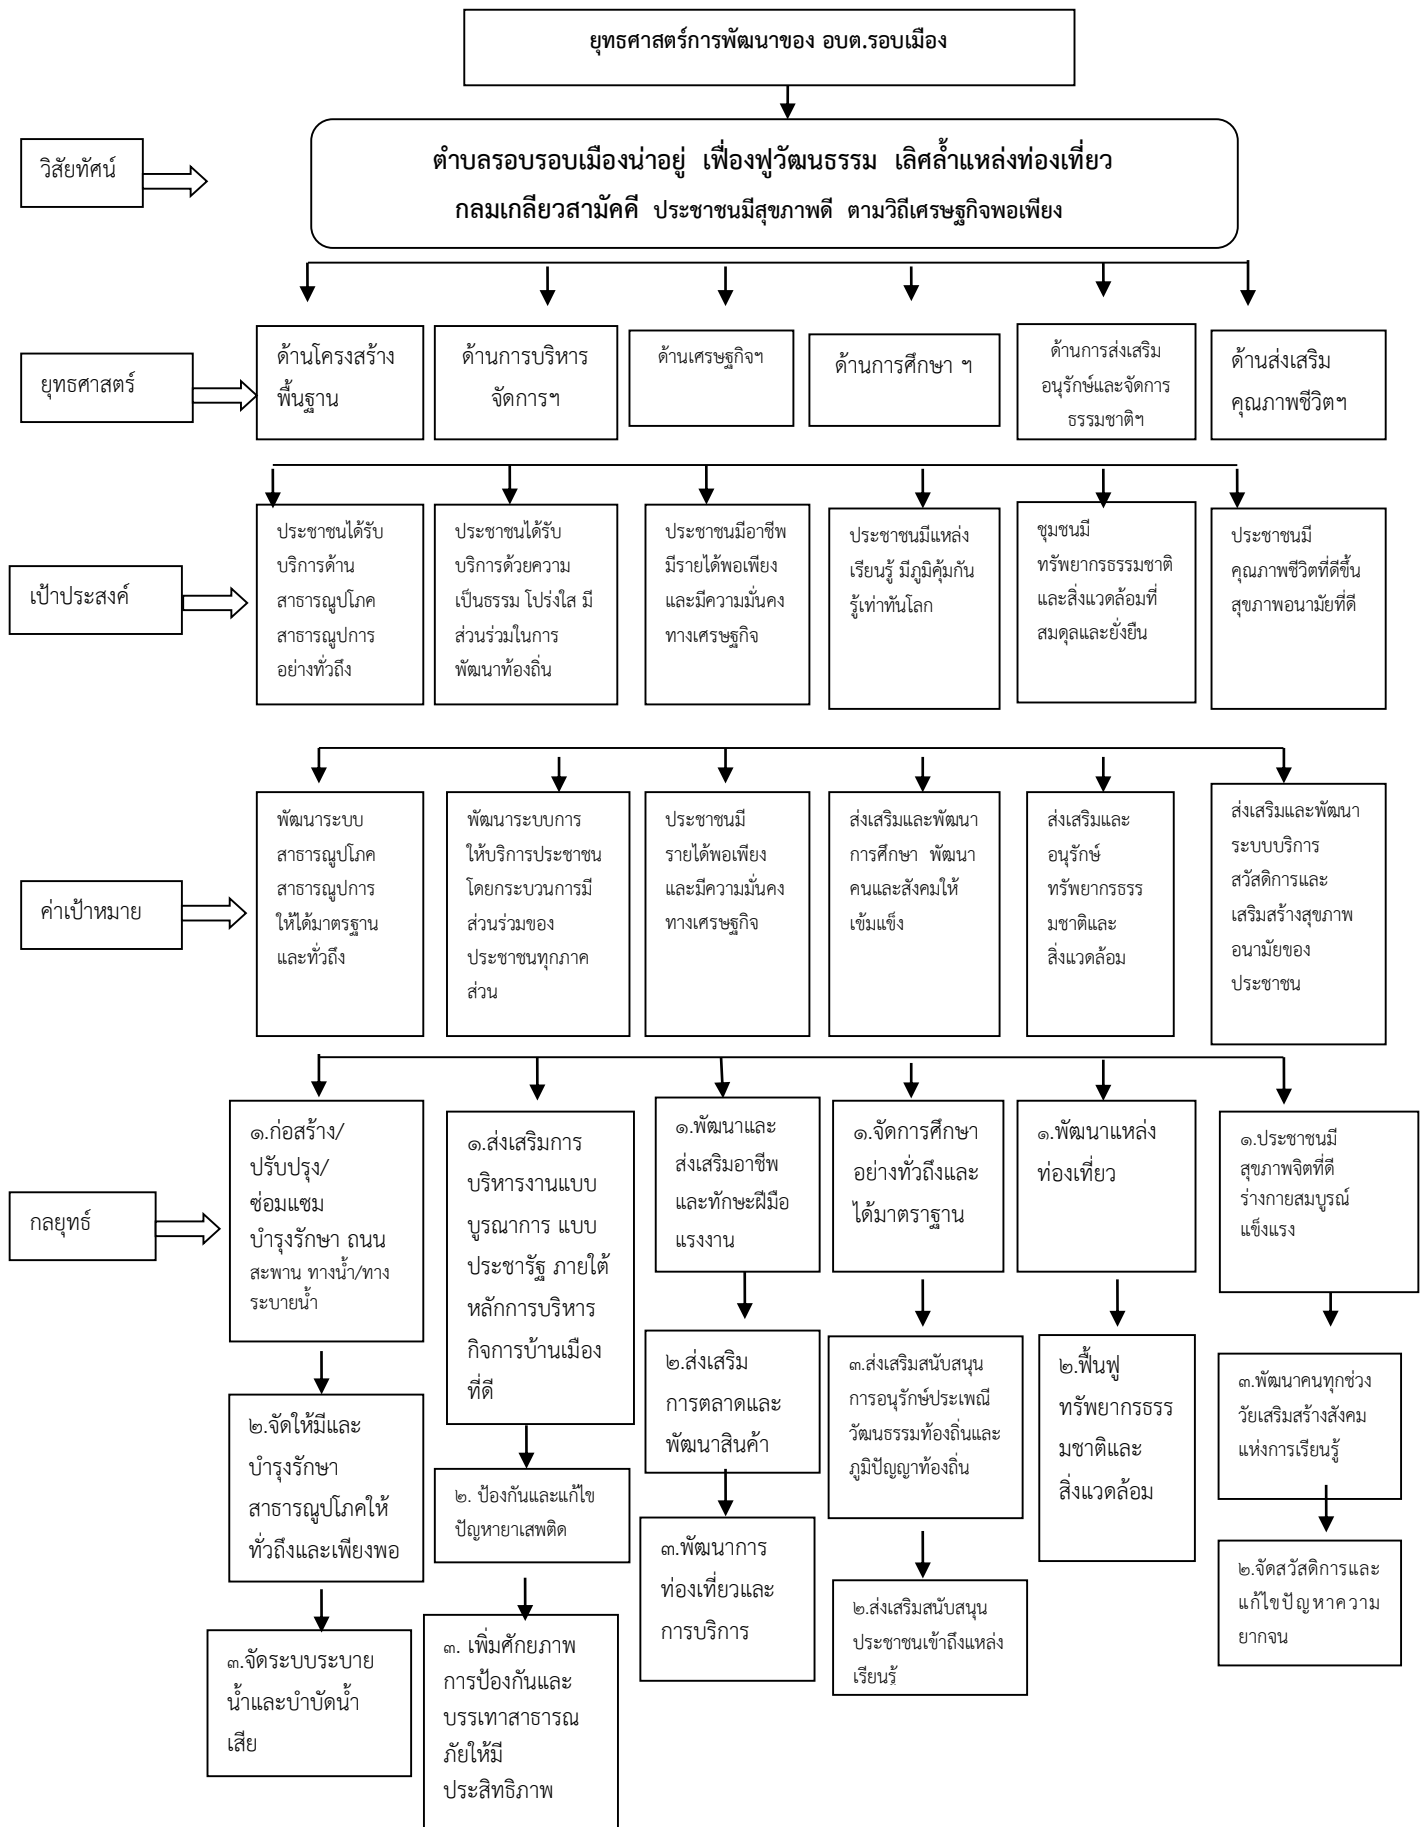 ยุทธศาสตร์การพัฒนาของ อบต.รอบเมือง
วิสัยทัศน์
ตำบลรอบรอบเมืองน่าอยู่ เฟื่องฟูวัฒนธรรม เลิศล้ำแหล่งท่องเที่ยว
กลมเกลียวสามัคคี ประชาชนมีสุขภาพดี ตามวิถีเศรษฐกิจพอเพียง
ยุทธศาสตร์
ด้านโครงสร้าง
พื้นฐาน
ด้านการบริหาร
จัดการฯ
ด้านเศรษฐกิจฯ
ด้านการศึกษา ฯ
ด้านการส่งเสริม
อนุรักษ์และจัดการ
ธรรมชาติฯ
ด้านส่งเสริม
คุณภาพชีวิตฯ
เป้าประสงค์
ประชาชนได้รับ
บริการด้าน
สาธารณูปโภค
สาธารณูปการ
อย่างทั่วถึง
ประชาชนได้รับ
บริการด้วยความ
เป็นธรรม โปร่งใส มี
ส่วนร่วมในการ
พัฒนาท้องถิ่น
ประชาชนมีอาชีพ
มีรายได้พอเพียง
และมีความมั่นคง
ทางเศรษฐกิจ
ประชาชนมีแหล่ง
เรียนรู้ มีภูมิคุ้มกัน
รู้เท่าทันโลก
ชุมชนมี
ทรัพยากรธรรมชาติ
และสิ่งแวดล้อมที่
สมดุลและยั่งยืน
ประชาชนมี
คุณภาพชีวิตที่ดีขึ้น
สุขภาพอนามัยที่ดี
ค่าเป้าหมาย
พัฒนาระบบ
สาธารณูปโภค
สาธารณูปการ
ให้ได้มาตรฐาน
และทั่วถึง
พัฒนาระบบการ
ให้บริการประชาชน
โดยกระบวนการมี
ส่วนร่วมของ
ประชาชนทุกภาค
ส่วน
ประชาชนมี
รายได้พอเพียง
และมีความมั่นคง
ทางเศรษฐกิจ
ส่งเสริมและพัฒนา
การศึกษา พัฒนา
คนและสังคมให้
เข้มแข็ง
ส่งเสริมและ
อนุรักษ์
ทรัพยากรธรร
มชาติและ
สิ่งแวดล้อม
ส่งเสริมและพัฒนา
ระบบบริการ
สวัสดิการและ
เสริมสร้างสุขภาพ
อนามัยของ
ประชาชน
กลยุทธ์
๑.ก่อสร้าง/
ปรับปรุง/
ซ่อมแซม
บำรุงรักษา ถนน
สะพาน ทางน้ำ/ทาง
ระบายน้ำ
๒.จัดให้มีและ
บำรุงรักษา
สาธารณูปโภคให้
ทั่วถึงและเพียงพอ
๓.จัดระบบระบาย
น้ำและบำบัดน้ำ
เสีย
๑.ส่งเสริมการ
บริหารงานแบบ
บูรณาการ แบบ
ประชารัฐ ภายใต้
หลักการบริหาร
กิจการบ้านเมือง
ที่ดี
๒. ป้องกันและแก้ไข
ปัญหายาเสพติด
๓. เพิ่มศักยภาพ
การป้องกันและ
บรรเทาสาธารณ
ภัยให้มี
ประสิทธิภาพ
๑.พัฒนาและ
ส่งเสริมอาชีพ
และทักษะฝีมือ
แรงงาน
๒.ส่งเสริม
การตลาดและ
พัฒนาสินค้า
๓.พัฒนาการ
ท่องเที่ยวและ
การบริการ
๑.จัดการศึกษา
อย่างทั่วถึงและ
ได้มาตราฐาน
๓.ส่งเสริมสนับสนุน
การอนุรักษ์ประเพณี
วัฒนธรรมท้องถิ่นและ
ภูมิปัญญาท้องถิ่น
๒.ส่งเสริมสนับสนุน
ประชาชนเข้าถึงแหล่ง
เรียนรู้
๑.พัฒนาแหล่ง
ท่องเที่ยว
๒.ฟื้นฟู
ทรัพยากรธรร
มชาติและ
สิ่งแวดล้อม
๑.ประชาชนมี
สุขภาพจิตที่ดี
ร่างกายสมบูรณ์
แข็งแรง
๓.พัฒนาคนทุกช่วง
วัยเสริมสร้างสังคม
แห่งการเรียนรู้
๒.จัดสวัสดิการและ
แก้ไขปัญหาความ
ยากจน